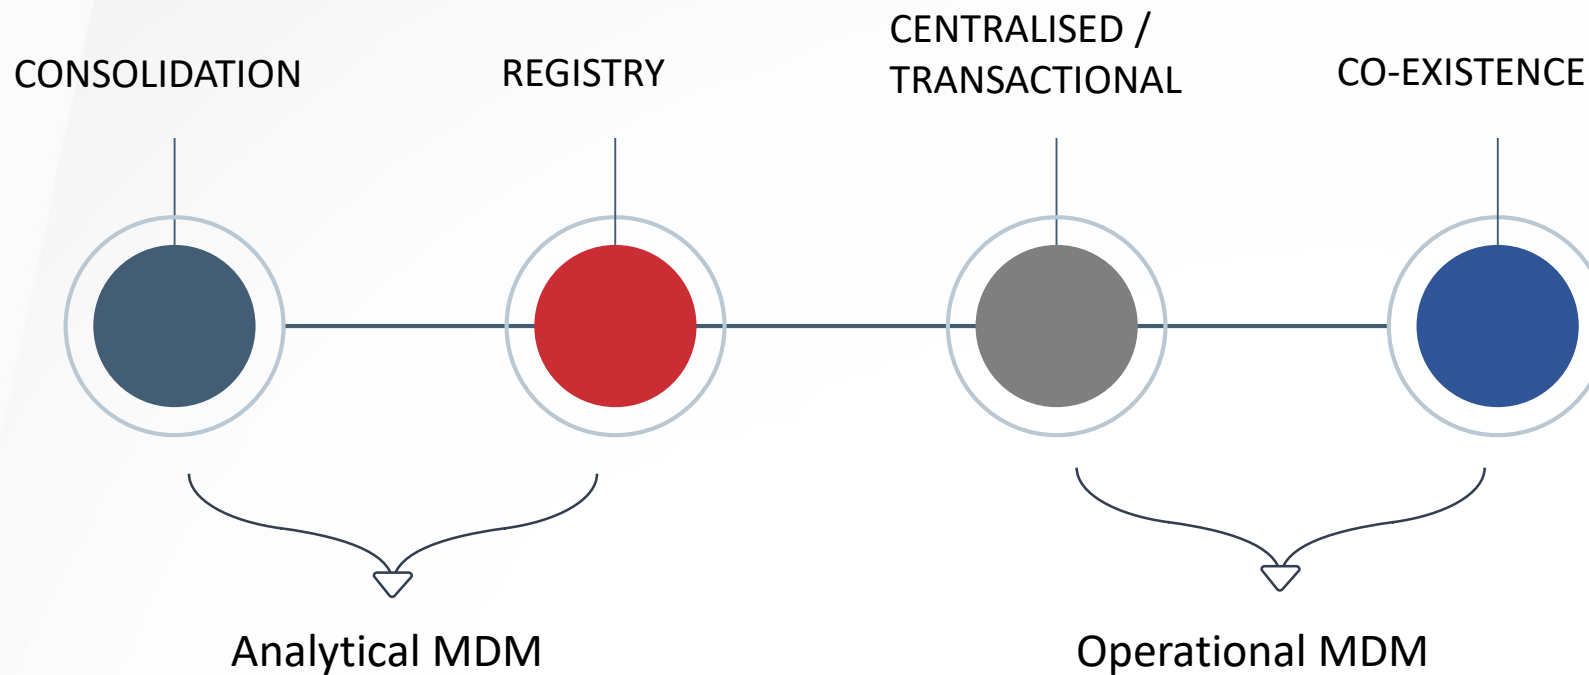 CONSOLIDATION
REGISTRY
CENTRALISED /
TRANSACTIONAL
CO-EXISTENCE
Analytical MDM
Operational MDM